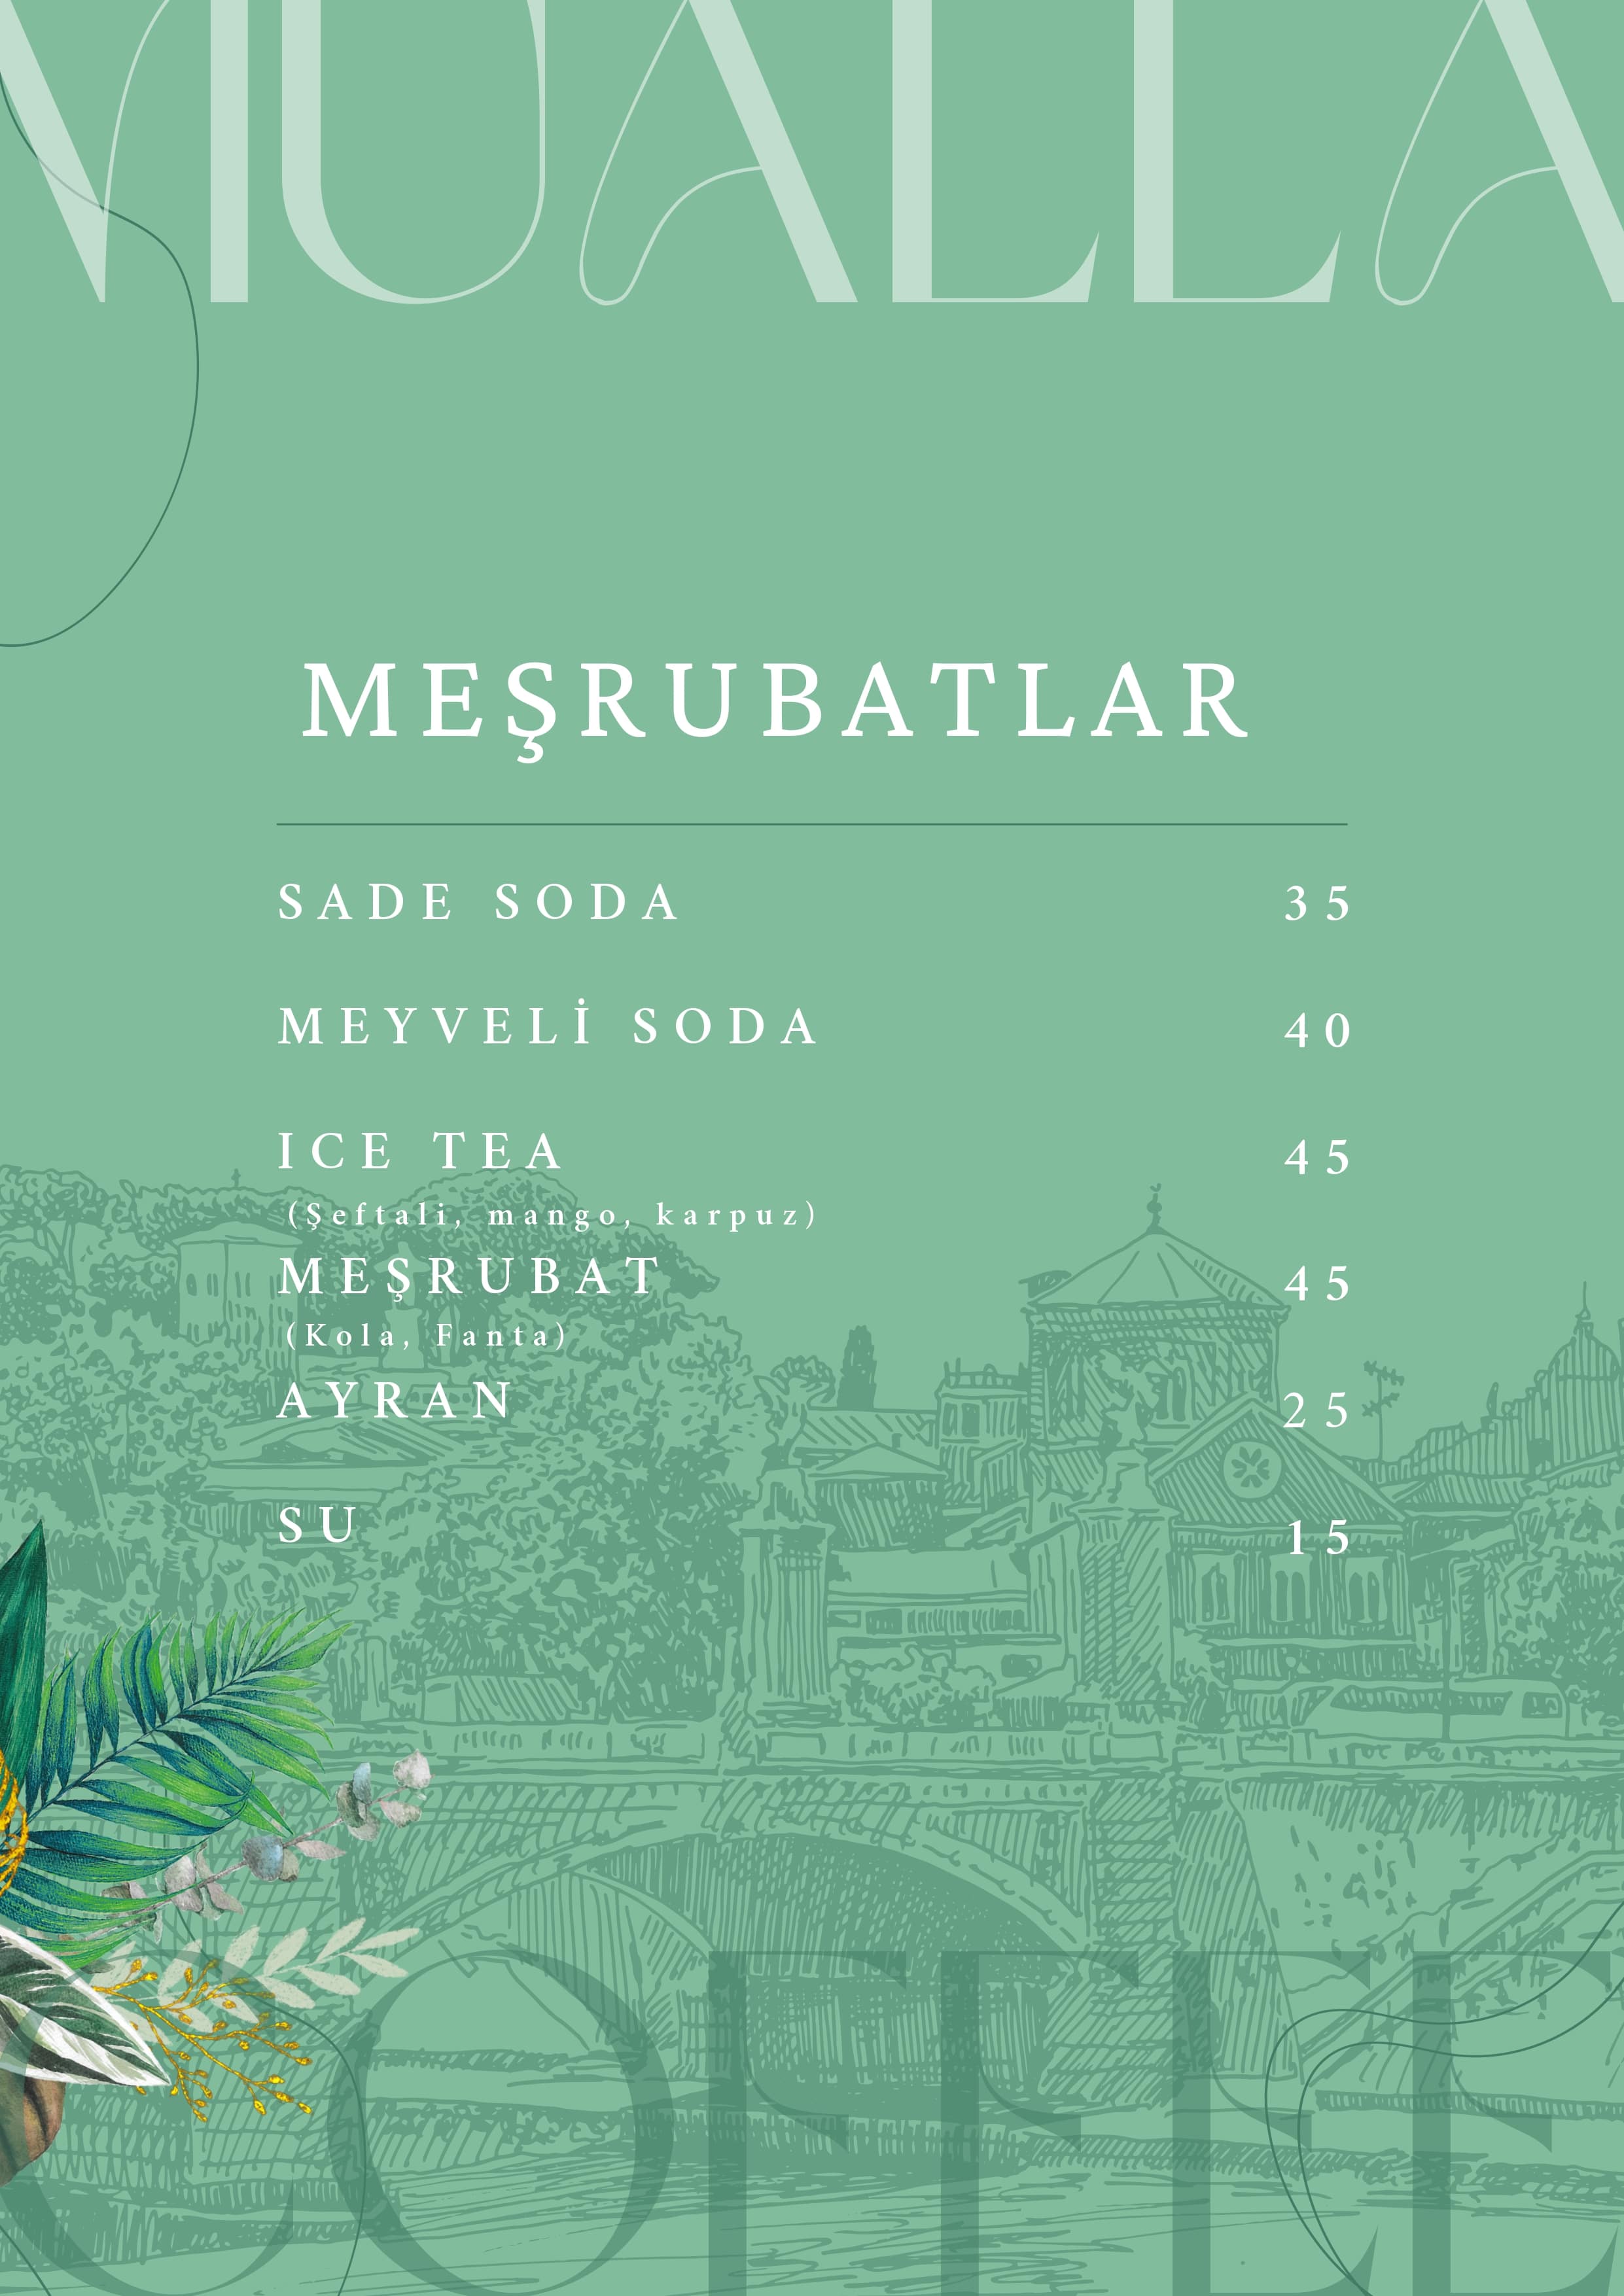 MUALLA
MEŞRUBATLAR
SADE SODA 35
MEYVELİ SODA 40
ICE TEA 45
(Şeftali, mango, karpuz)
MEŞRUBAT 45
(Kola, Fanta)
AYRAN 25
SU 15
COFFEE